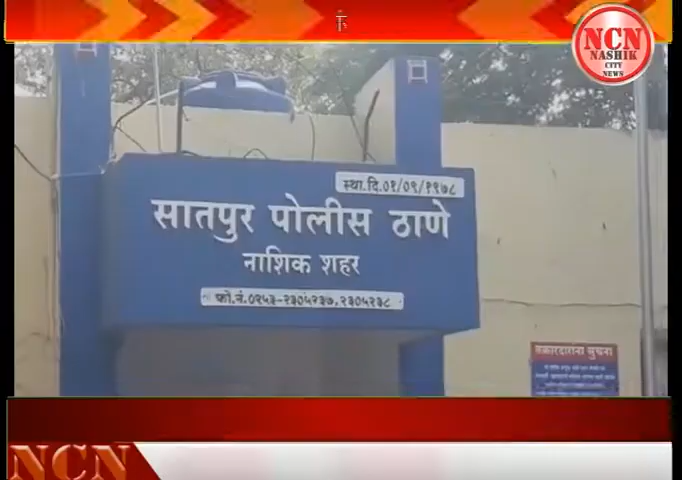 NCN
NASHIK
CITY
NEWS
स्था.दि.०१/०९/१९७८
सातपुर पोलीस ठाणे
नाशिक शहर
फो.नं.०२५३-२३०५२३७,२३०५२३८
तक्रारदारांना सुचना
NCN